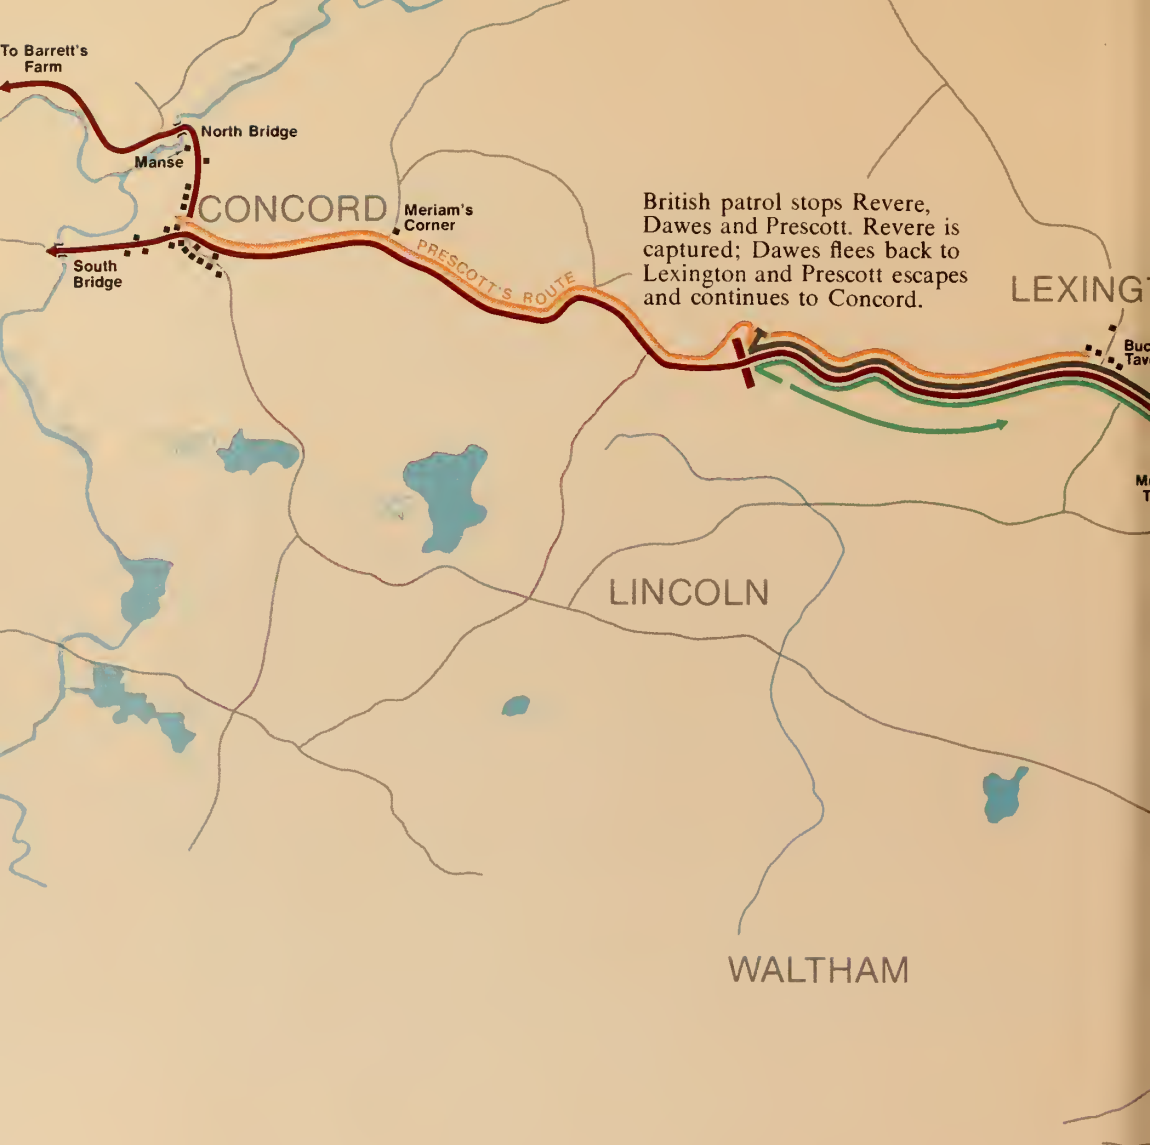 To Barrett's
Farm
North Bridge
Manse
CONCORD
Meriam's
Corner
South
Bridge
PRESCOTT'S ROUTE
British patrol stops Revere,
Dawes and Prescott. Revere is
captured; Dawes flees back to
Lexington and Prescott escapes
and continues to Concord.
LINCOLN
WALTHAM